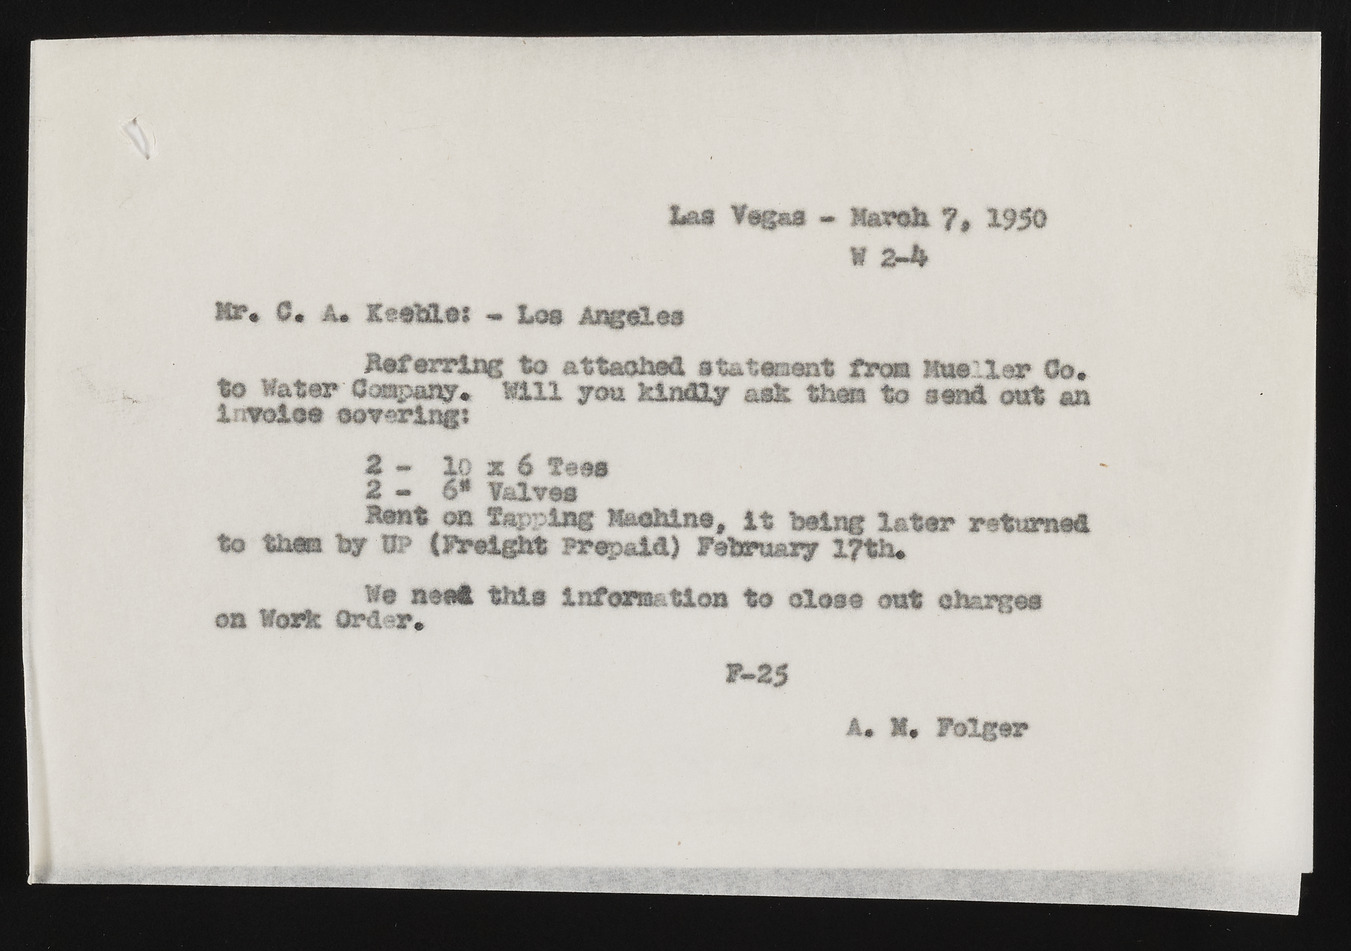 Las Vegas - March 7, 1950
W 2-4
Mr. C. A. Keeble: - Los Angeles
Referring to attached statement from Mueller Co.
to Water Company. Will you kindly ask them to send out an
invoice covering:
2 - 10 x 6 Tees
2 - 6" Valves
Rent on Tapping Machine, it being later returned
to them by UP (Freight Prepaid) February 17th.
We need this information to close out charges
on Work Order.
F-25
A. M. Folger